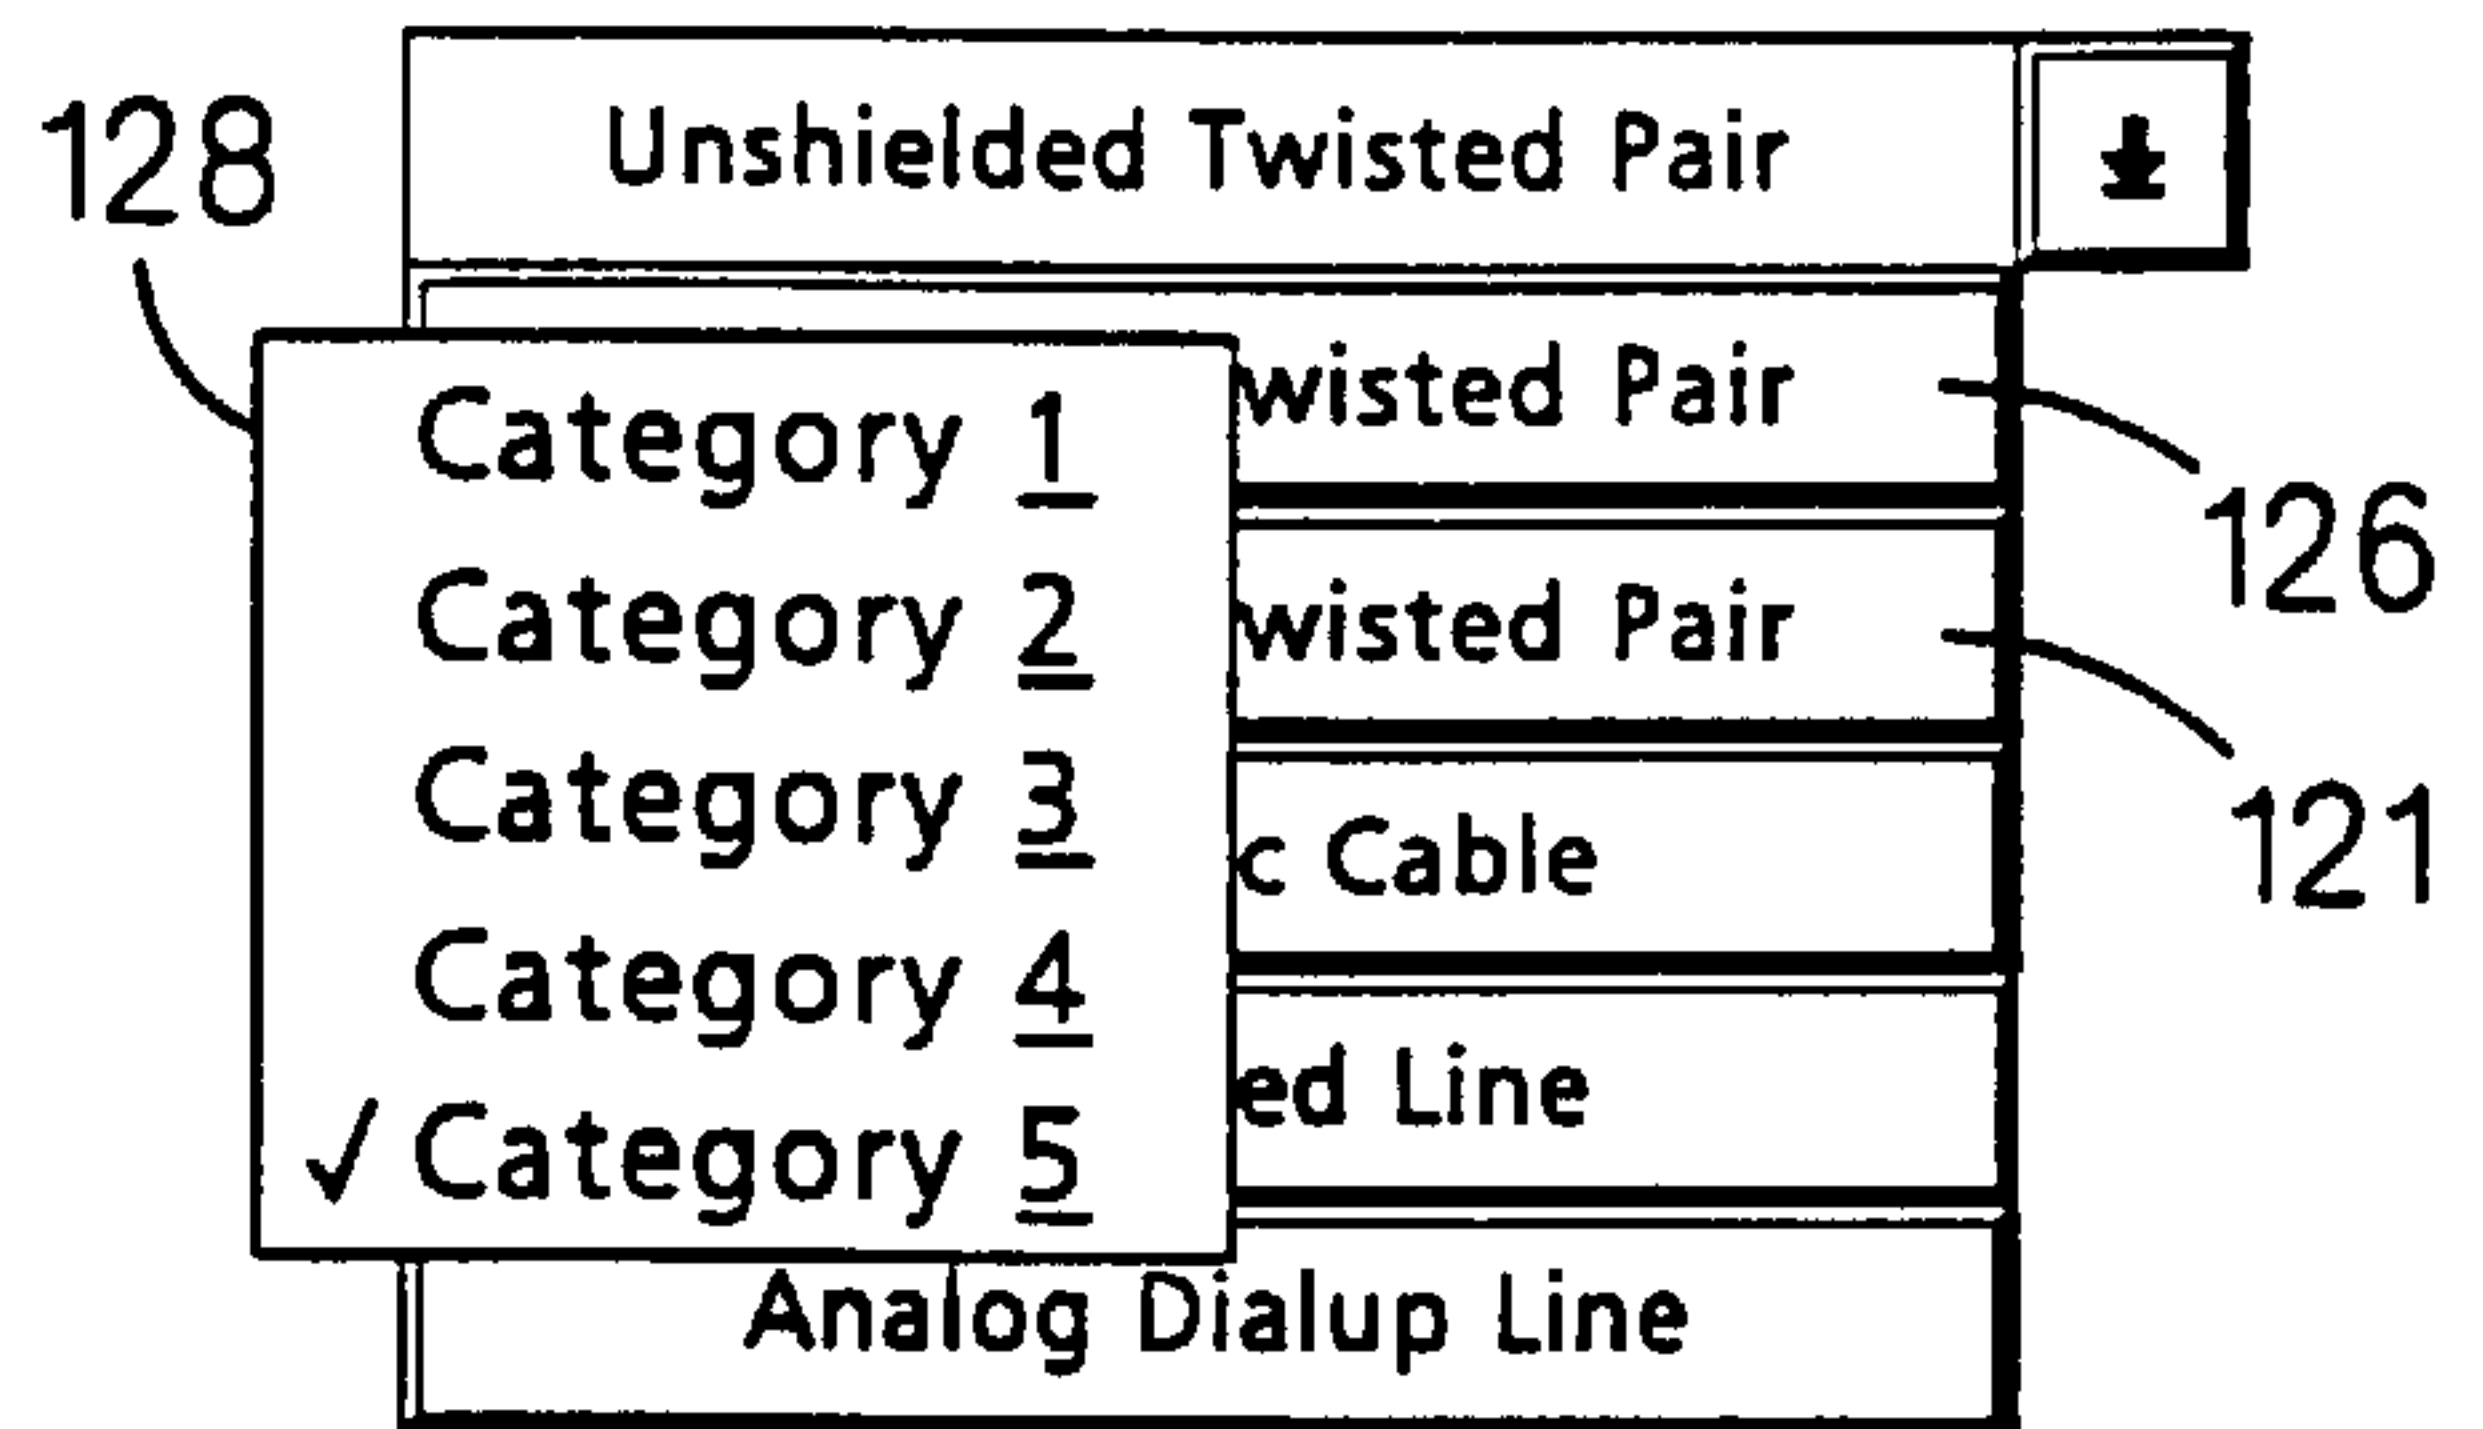 Unshielded Twisted Pair
128
wisted Pair
126
wisted Pair
121
c Cable
ed Line
Category 1
Category 2
Category 3
Category 4
✓ Category 5
Analog Dialup Line